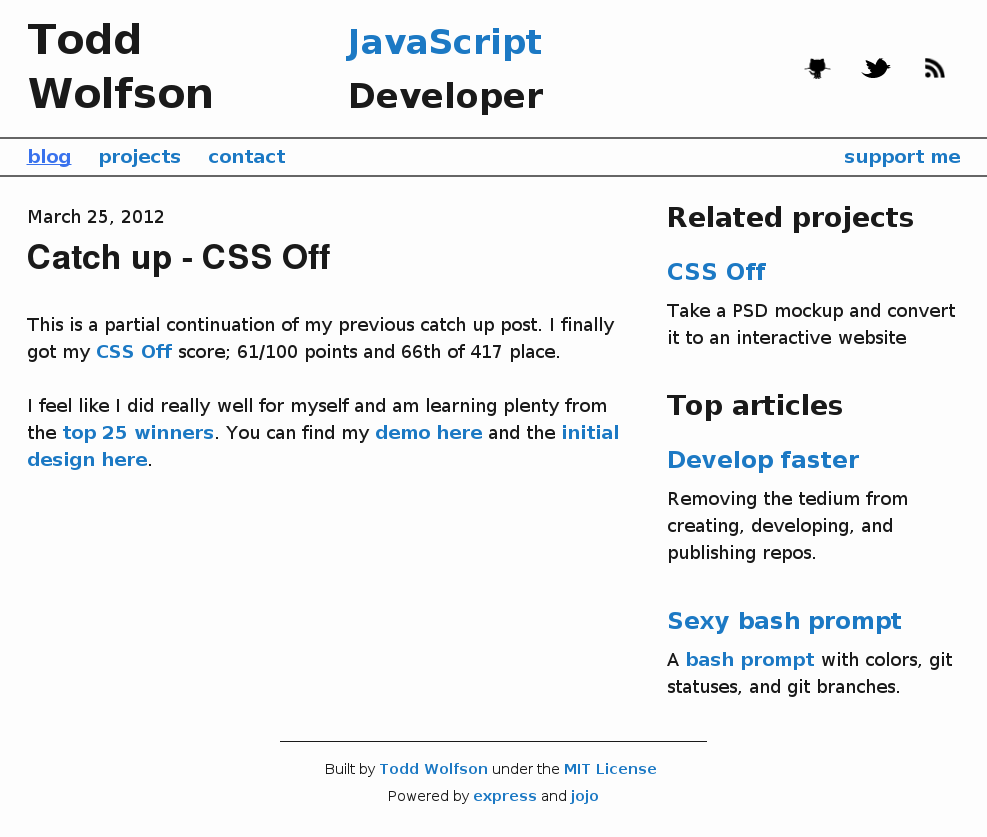 Todd
Wolfson
JavaScript
Developer
blog projects contact support me
March 25, 2012
Catch up - CSS Off
This is a partial continuation of my previous catch up post. I finally
got my CSS Off score; 61/100 points and 66th of 417 place.
I feel like I did really well for myself and am learning plenty from
the top 25 winners. You can find my demo here and the initial
design here.
Related projects
CSS Off
Take a PSD mockup and convert
it to an interactive website
Top articles
Develop faster
Removing the tedium from
creating, developing, and
publishing repos.
Sexy bash prompt
A bash prompt with colors, git
statuses, and git branches.
Built by Todd Wolfson under the MIT License
Powered by express and jojo